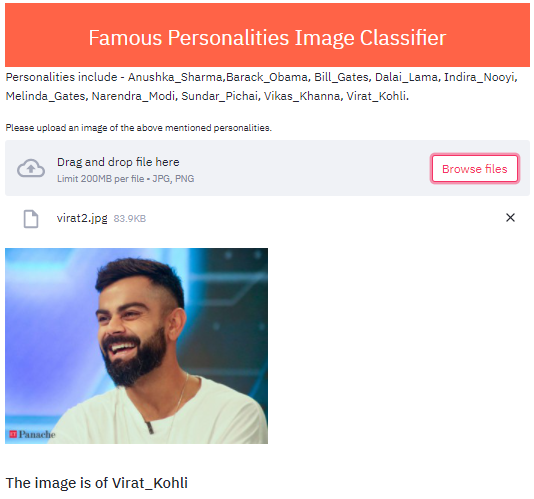 Famous Personalities Image Classifier
Personalities include - Anushka_Sharma,Barack_Obama, Bill_Gates, Dalai_Lama, Indira_Nooyi,
Melinda_Gates, Narendra_Modi, Sundar_Pichai, Vikas_Khanna, Virat_Kohli.
Please upload an image of the above mentioned personalities.
Drag and drop file here
Limit 200MB per file • JPG, PNG
Browse files
virat2.jpg 83.9KB
ET Panache
The image is of Virat_Kohli